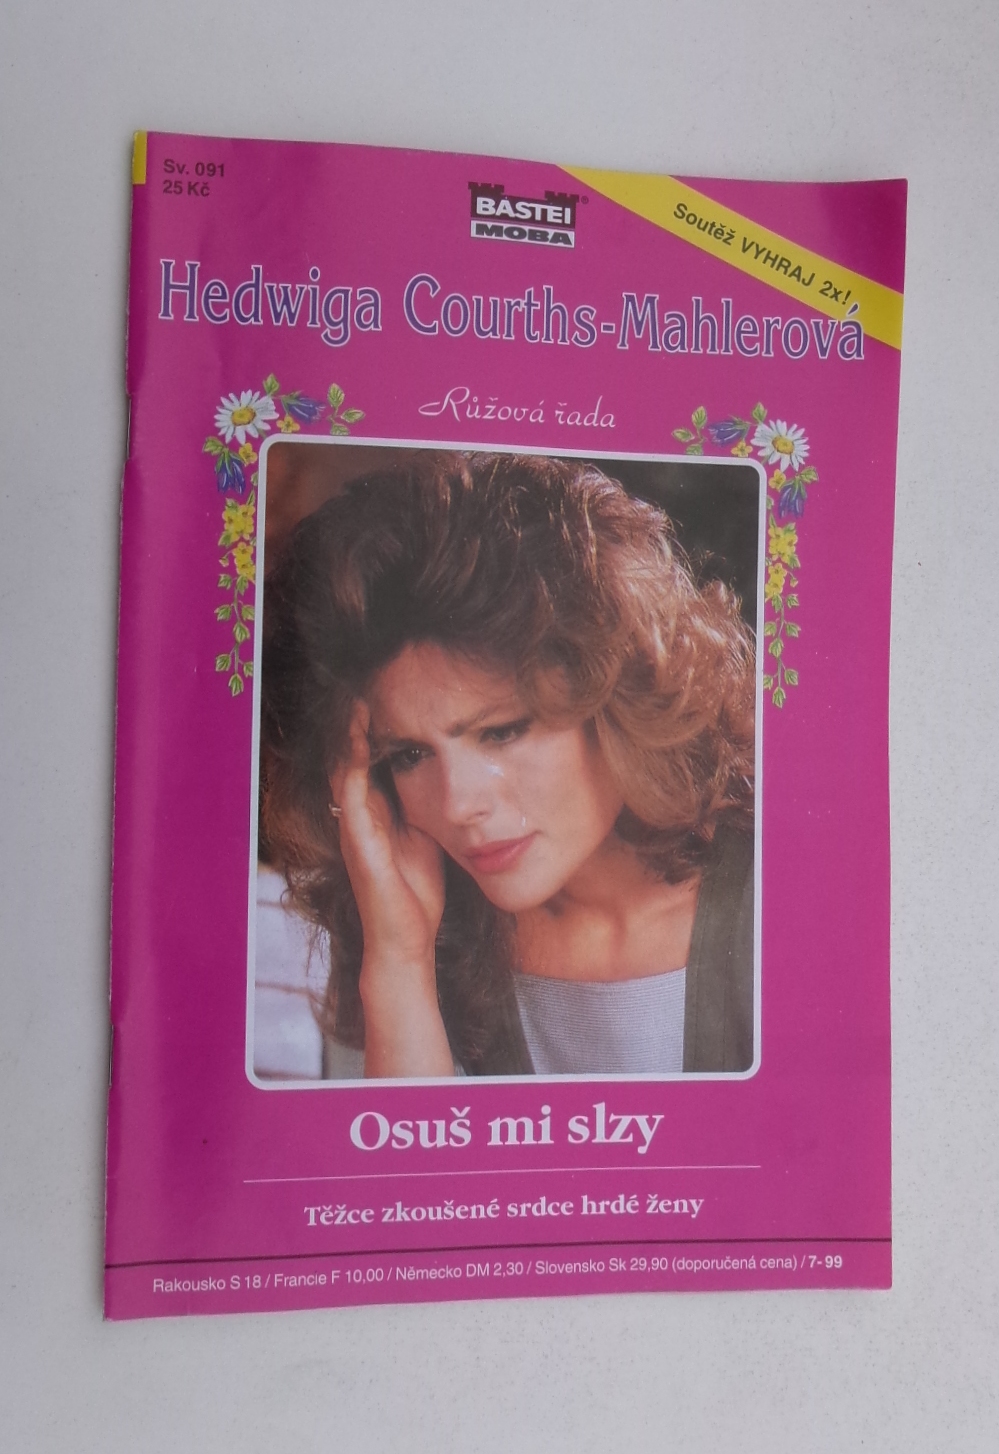 Sv. 091
25 Kč
BASTEI
MOBA
Soutěž VYHRAJ 2x!
Hedwiga Courths-Mahlerová
Růžová řada
Osuš mi slzy
Těžce zkoušené srdce hrdé ženy
Rakousko S 18 / Francie F 10,00 / Německo DM 2,30 / Slovensko Sk 29,90 (doporučená cena) / 7-99